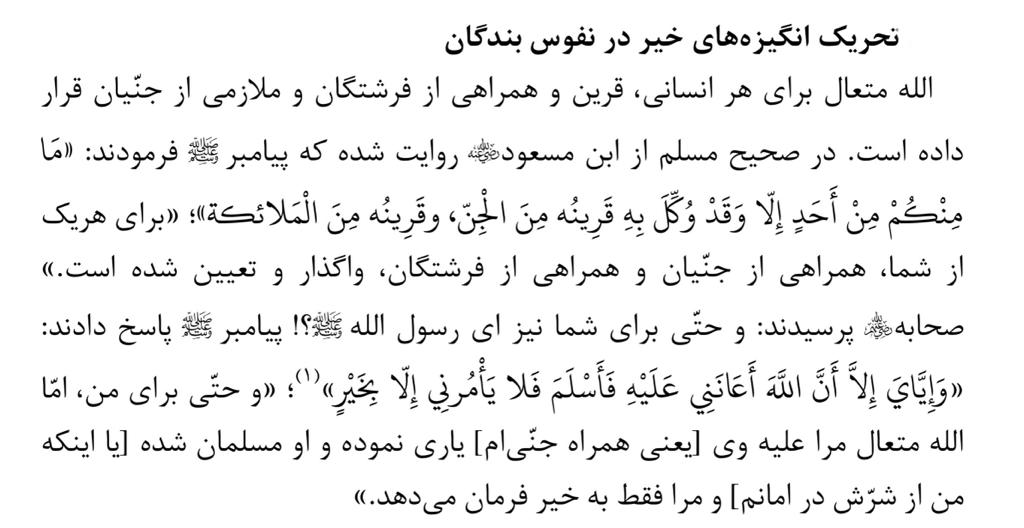 تحریک انگیزه‌های خیر در نفوس بندگان
الله متعال برای هر انسانی، قرین و همراهی از فرشتگان و ملازمی از جنّیان قرار
داده است. در صحیح مسلم از ابن مسعودرضي الله عنه روایت شده که پیامبر ﷺ فرمودند: «مَا
مِنْكُمْ مِنْ أَحَدٍ إِلّا وَقَدْ وُكِّلَ بِهِ قَرِينُه مِنَ الْجِنّ، وقَرِينُه مِنَ الْمَلائكة»؛ «برای هریک
از شما، همراهی از جنّیان و همراهی از فرشتگان، واگذار و تعیین شده است.»
صحابهرضي الله عنهم پرسیدند: و حتّی برای شما نیز ای رسول الله ﷺ؟! پیامبر ﷺ پاسخ دادند:
«وَإِيَّايَ إِلاَّ أَنَّ اللَّهَ أَعَانَنِي عَلَيْهِ فَأَسْلَمَ فَلا يَأْمُرنِي إِلّا بِخَيْرٍ»(۱)؛ «و حتّی برای من، امّا
الله متعال مرا علیه وی [یعنی همراه جنّی‌ام] یاری نموده و او مسلمان شده [یا اینکه
من از شرّش در امانم] و مرا فقط به خیر فرمان می‌دهد.»